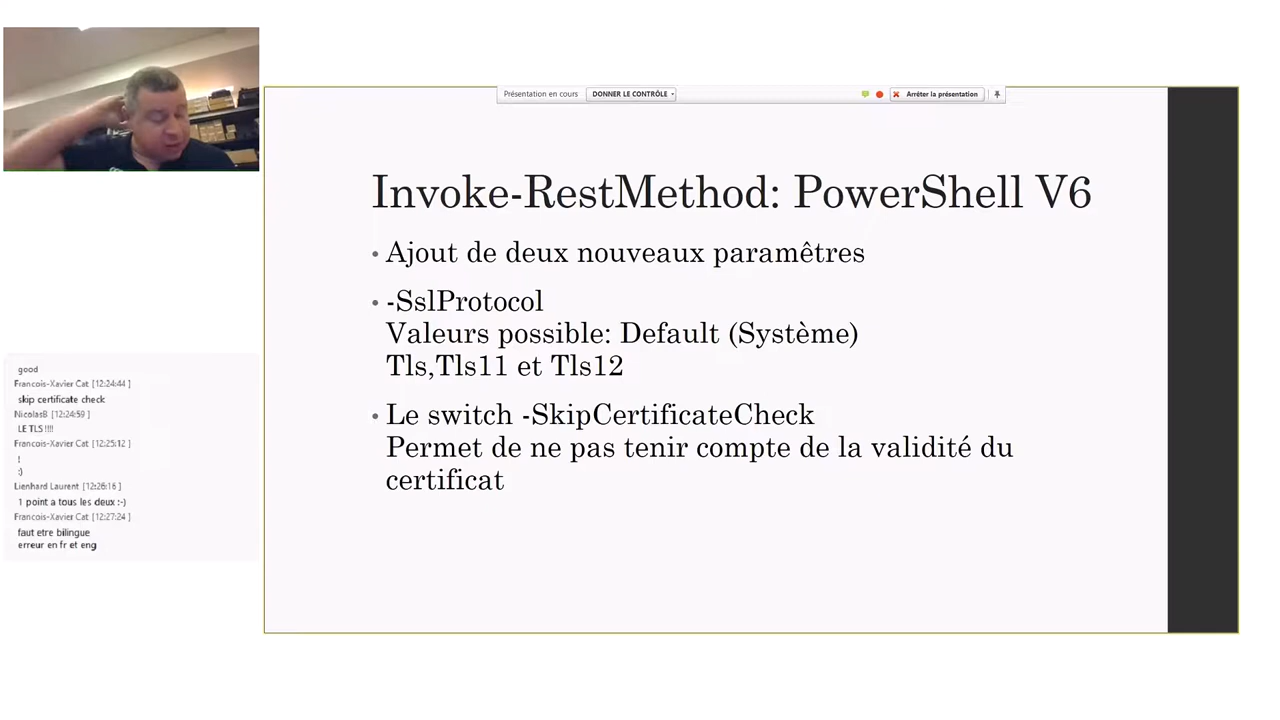 Présentation en cours
DONNER LE CONTRÔLE
Arrêter la présentation
Invoke-RestMethod: PowerShell V6
• Ajout de deux nouveaux paramêtres
• -SslProtocol
Valeurs possible: Default (Système)
Tls,Tls11 et Tls12
• Le switch -SkipCertificateCheck
Permet de ne pas tenir compte de la validité du
certificat
good
Francois-Xavier Cat [12:24:44 ]
skip certificate check
NicolasB [12:24:59 ]
LE TLS !!!!
Francois-Xavier Cat [12:25:12 ]
!
:)
Lienhard Laurent [12:26:16 ]
1 point a tous les deux :-)
Francois-Xavier Cat [12:27:24 ]
faut etre bilingue
erreur en fr et eng